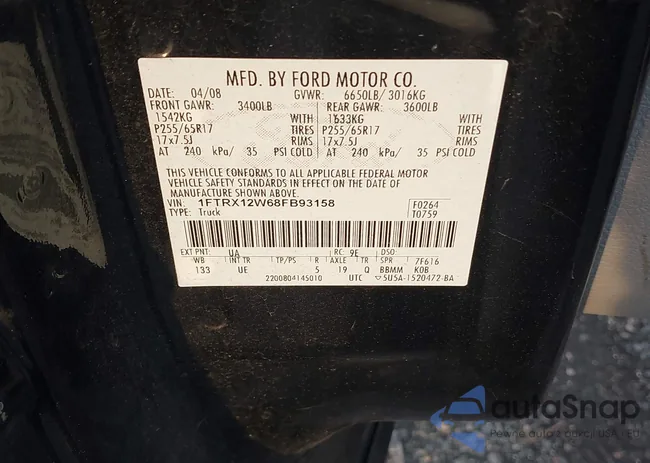 MFD. BY FORD MOTOR CO.
DATE: 04/08 GVWR: 6650LB/ 3016KG
FRONT GAWR: 3400LB REAR GAWR: 3600LB
1542KG WITH 1633KG WITH
P255/65R17 TIRES P255/65R17 TIRES
17x7.5J RIMS 17x7.5J RIMS
AT 240 kPa/ 35 PSI COLD AT 240 kPa/ 35 PSI COLD
THIS VEHICLE CONFORMS TO ALL APPLICABLE FEDERAL MOTOR
VEHICLE SAFETY STANDARDS IN EFFECT ON THE DATE OF
MANUFACTURE SHOWN ABOVE.
VIN: 1FTRX12W68FB93158 F0264
TYPE: Truck T0759
EXT PNT: UA RC: 9E DSO:
WB INT TR TP/PS R AXLE TR SPR 7F616
133 UE 5 19 Q BBMM K0B
2200804145010 UTC 5U5A-1520472-BA
autoSnap
Pewne auto z aukcji USA